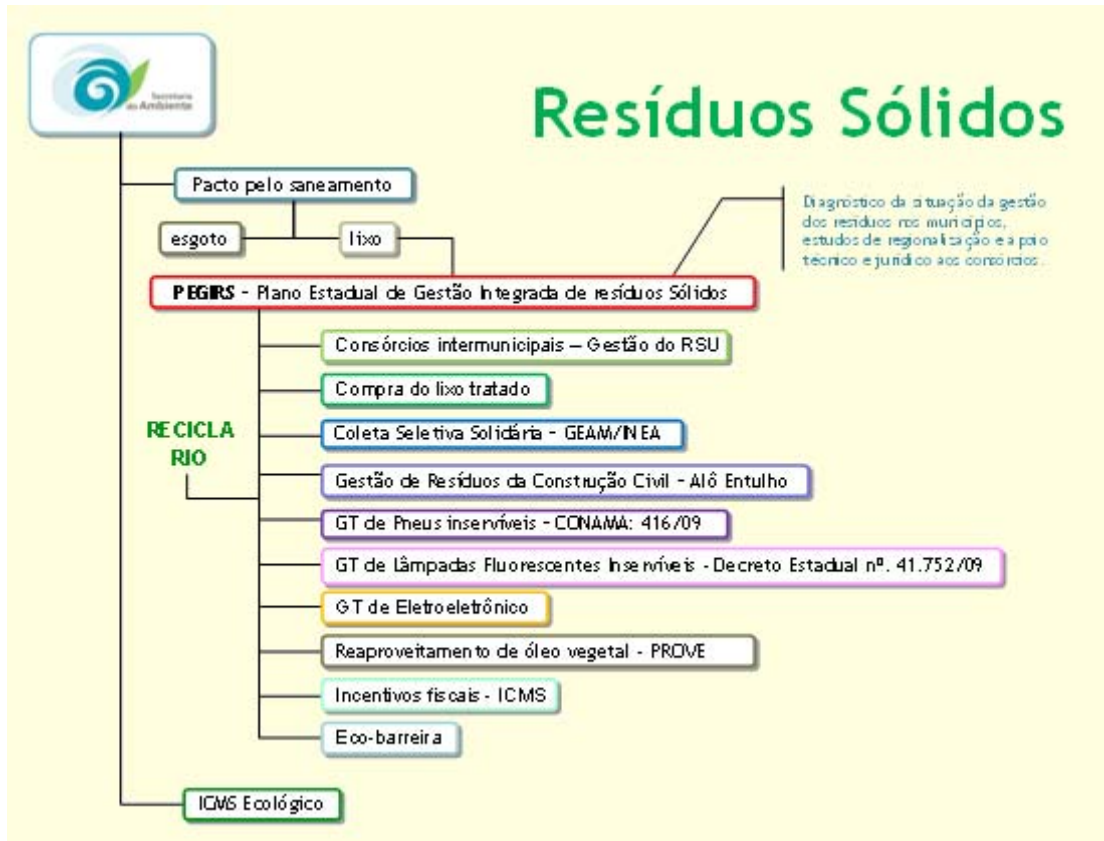 Secretaria
do Ambiente
Resíduos Sólidos
Pacto pelo saneamento
esgoto
lixo
Diagnóstico da situação da gestão
dos resíduos nos municípios,
estudos de regionalização e apoio
técnico e jurídico aos consórcios.
PEGIRS - Plano Estadual de Gestão Integrada de resíduos Sólidos
Consórcios intermunicipais – Gestão do RSU
Compra do lixo tratado
RECICLA
RIO
Coleta Seletiva Solidária - GEAM/INEA
Gestão de Resíduos da Construção Civil - Alô Entulho
GT de Pneus inservíveis - CONAMA: 416/09
GT de Lâmpadas Fluorescentes Inservíveis - Decreto Estadual nº. 41.752/09
GT de Eletroeletrônico
Reaproveitamento de óleo vegetal - PROVE
Incentivos fiscais - ICMS
Eco-barreira
ICMS Ecológico